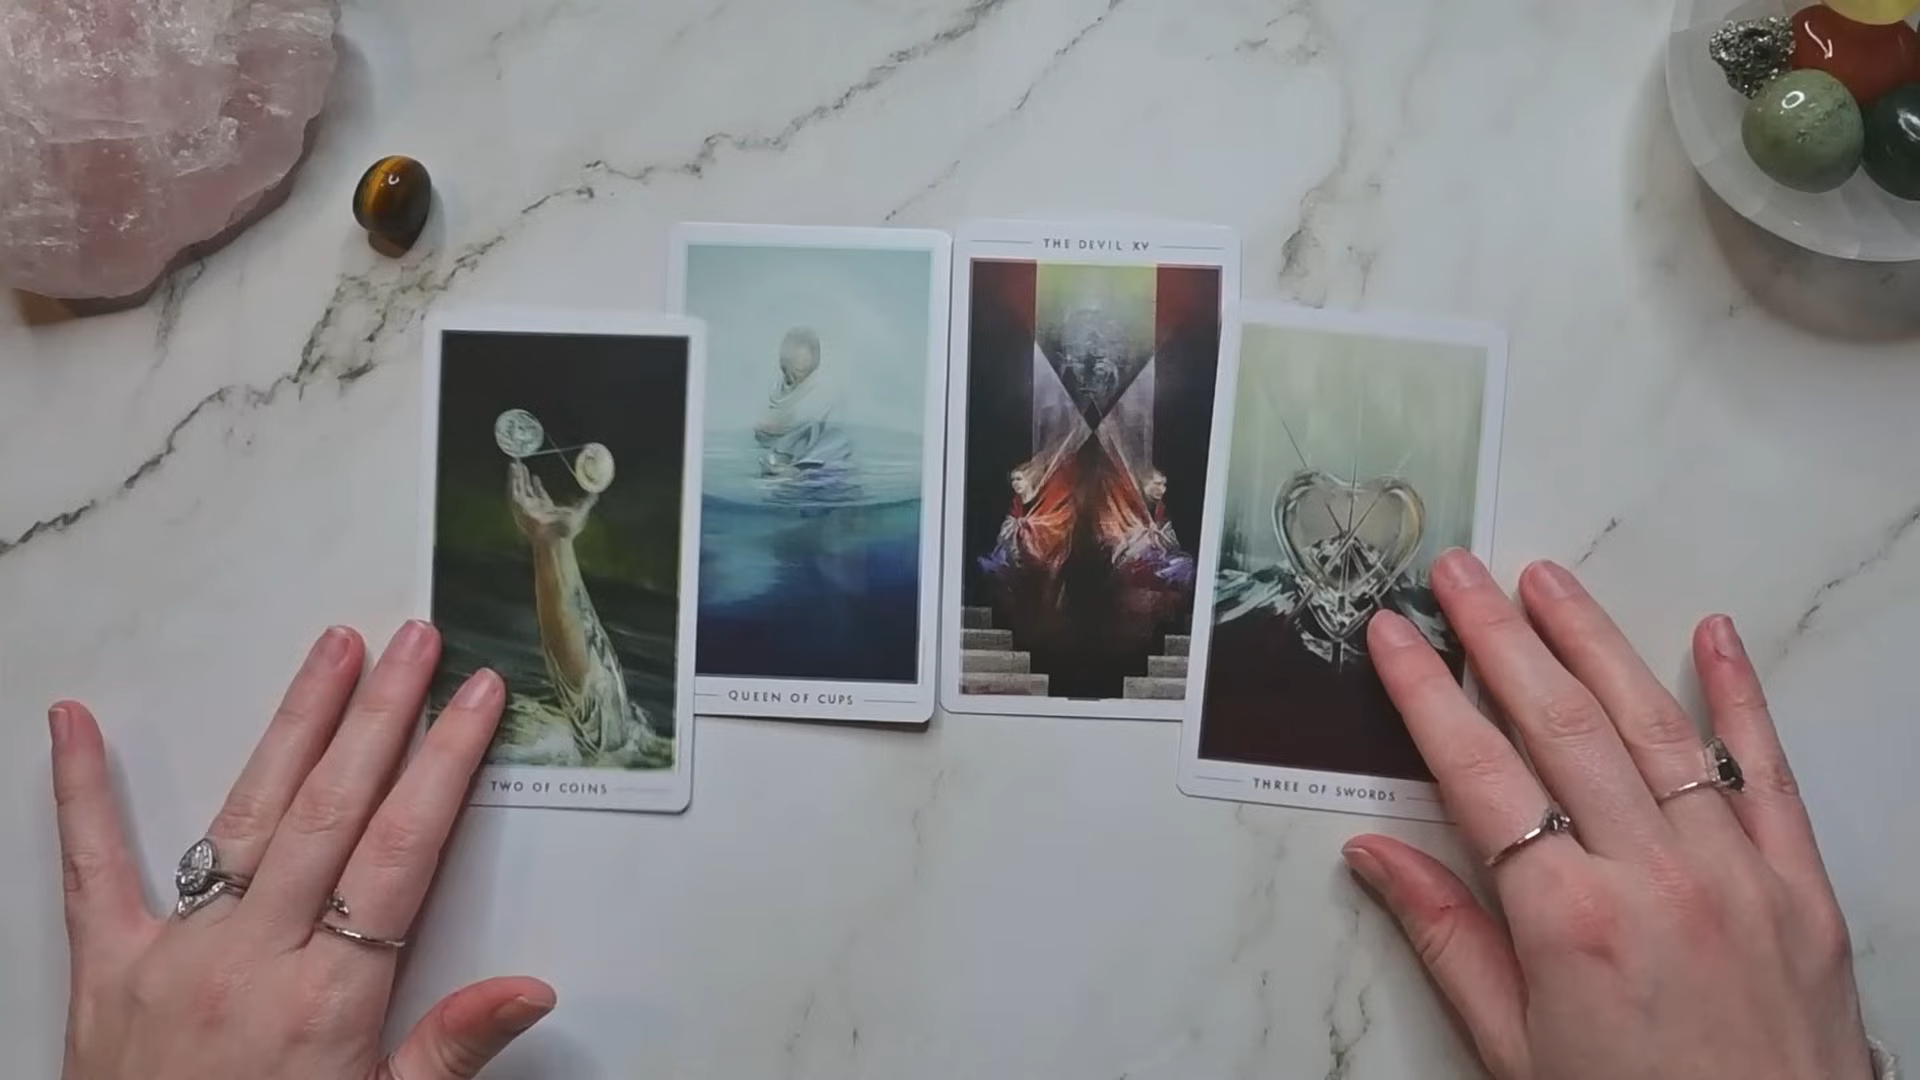 TWO OF COINS
QUEEN OF CUPS
THE DEVIL XV
THREE OF SWORDS